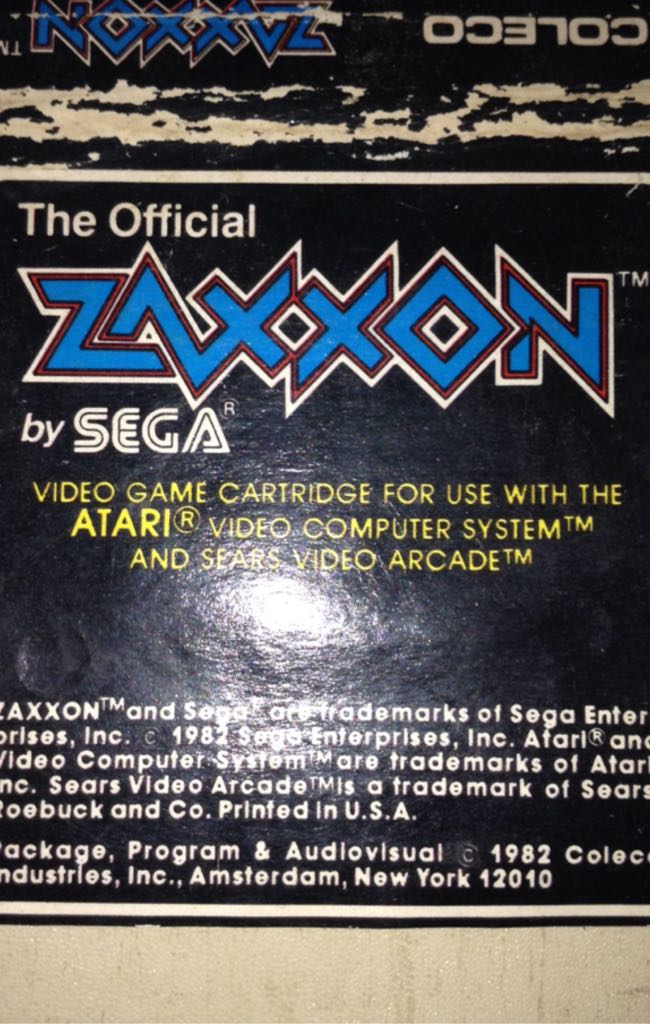 ZAXXON™
COLECO
The Official
ZAXXON™
by SEGA®
VIDEO GAME CARTRIDGE FOR USE WITH THE
ATARI® VIDEO COMPUTER SYSTEM™
AND SEARS VIDEO ARCADE™
ZAXXON™ and Sega® are trademarks of Sega Enter
prises, Inc. © 1982 Sega Enterprises, Inc. Atari® and
Video Computer System™ are trademarks of Atari
nc. Sears Video Arcade™ is a trademark of Sears
Roebuck and Co. Printed in U.S.A.
Package, Program & Audiovisual © 1982 Coleco
ndustries, Inc., Amsterdam, New York 12010